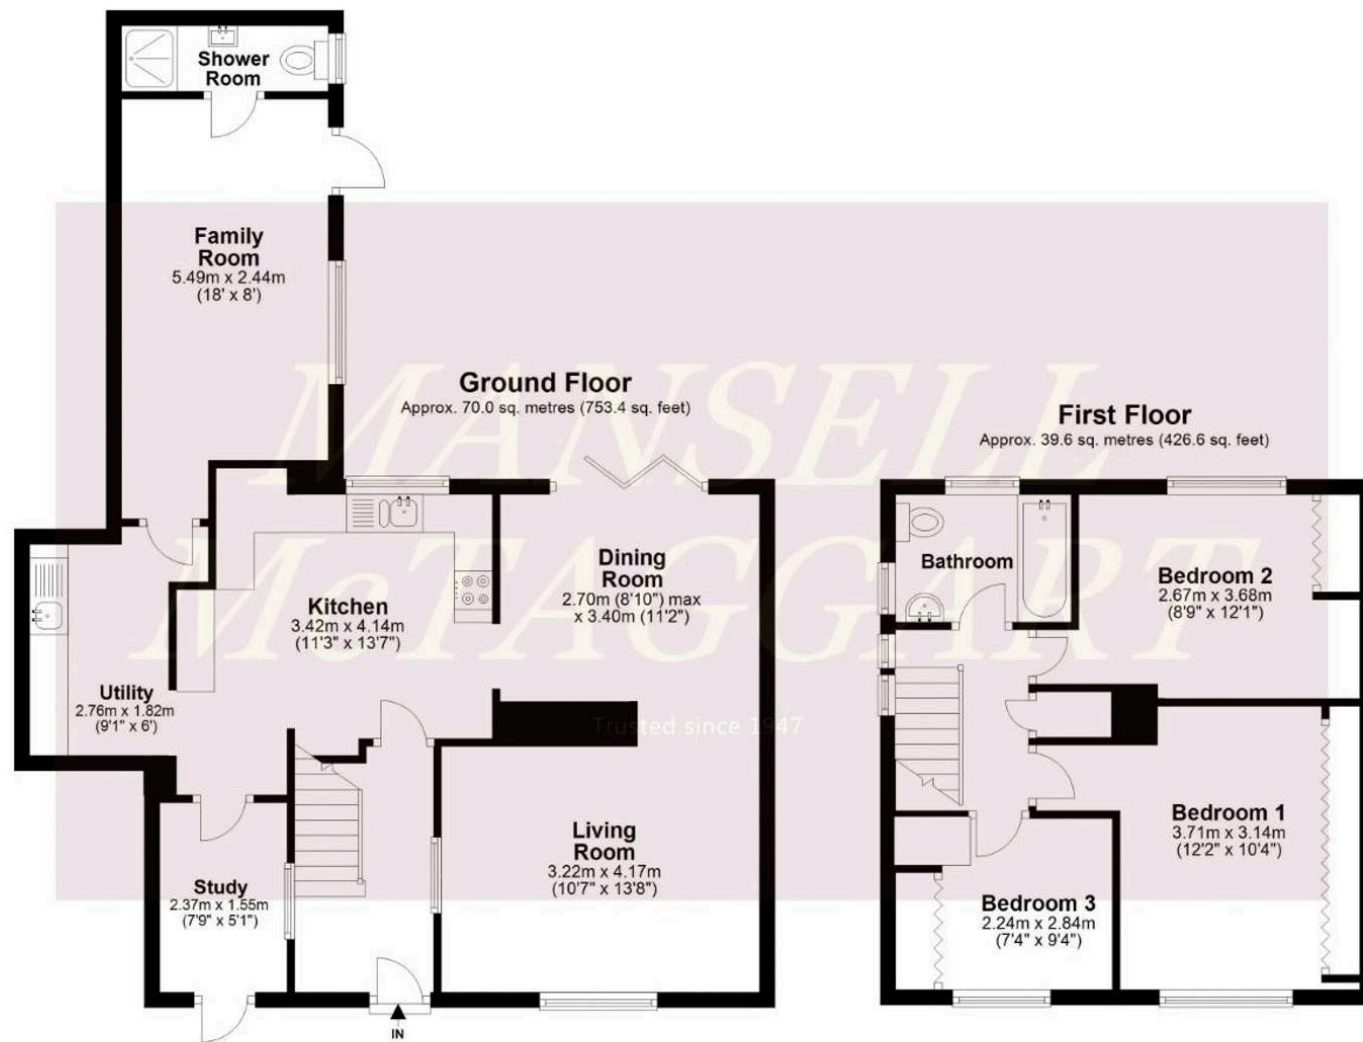 Shower
Room
Family
Room
5.49m x 2.44m
(18' x 8')
Ground Floor
Approx. 70.0 sq. metres (753.4 sq. feet)
First Floor
Approx. 39.6 sq. metres (426.6 sq. feet)
MANSELL
McTAGGART
Trusted since 1947
Dining
Room
2.70m (8'10") max
x 3.40m (11'2")
Kitchen
3.42m x 4.14m
(11'3" x 13'7")
Utility
2.76m x 1.82m
(9'1" x 6')
Living
Room
3.22m x 4.17m
(10'7" x 13'8")
Study
2.37m x 1.55m
(7'9" x 5'1")
IN
Bathroom
Bedroom 2
2.67m x 3.68m
(8'9" x 12'1")
Bedroom 1
3.71m x 3.14m
(12'2" x 10'4")
Bedroom 3
2.24m x 2.84m
(7'4" x 9'4")